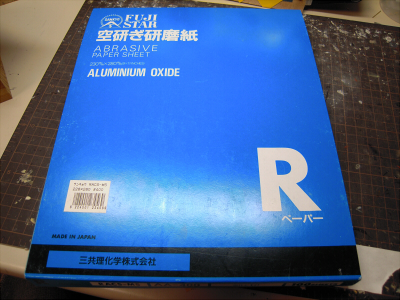 FUJI
STAR
空研ぎ研磨紙
ABRASIVE
PAPER SHEET
ALUMINIUM OXIDE
R
ペーパー
MADE IN JAPAN
三共理化学株式会社